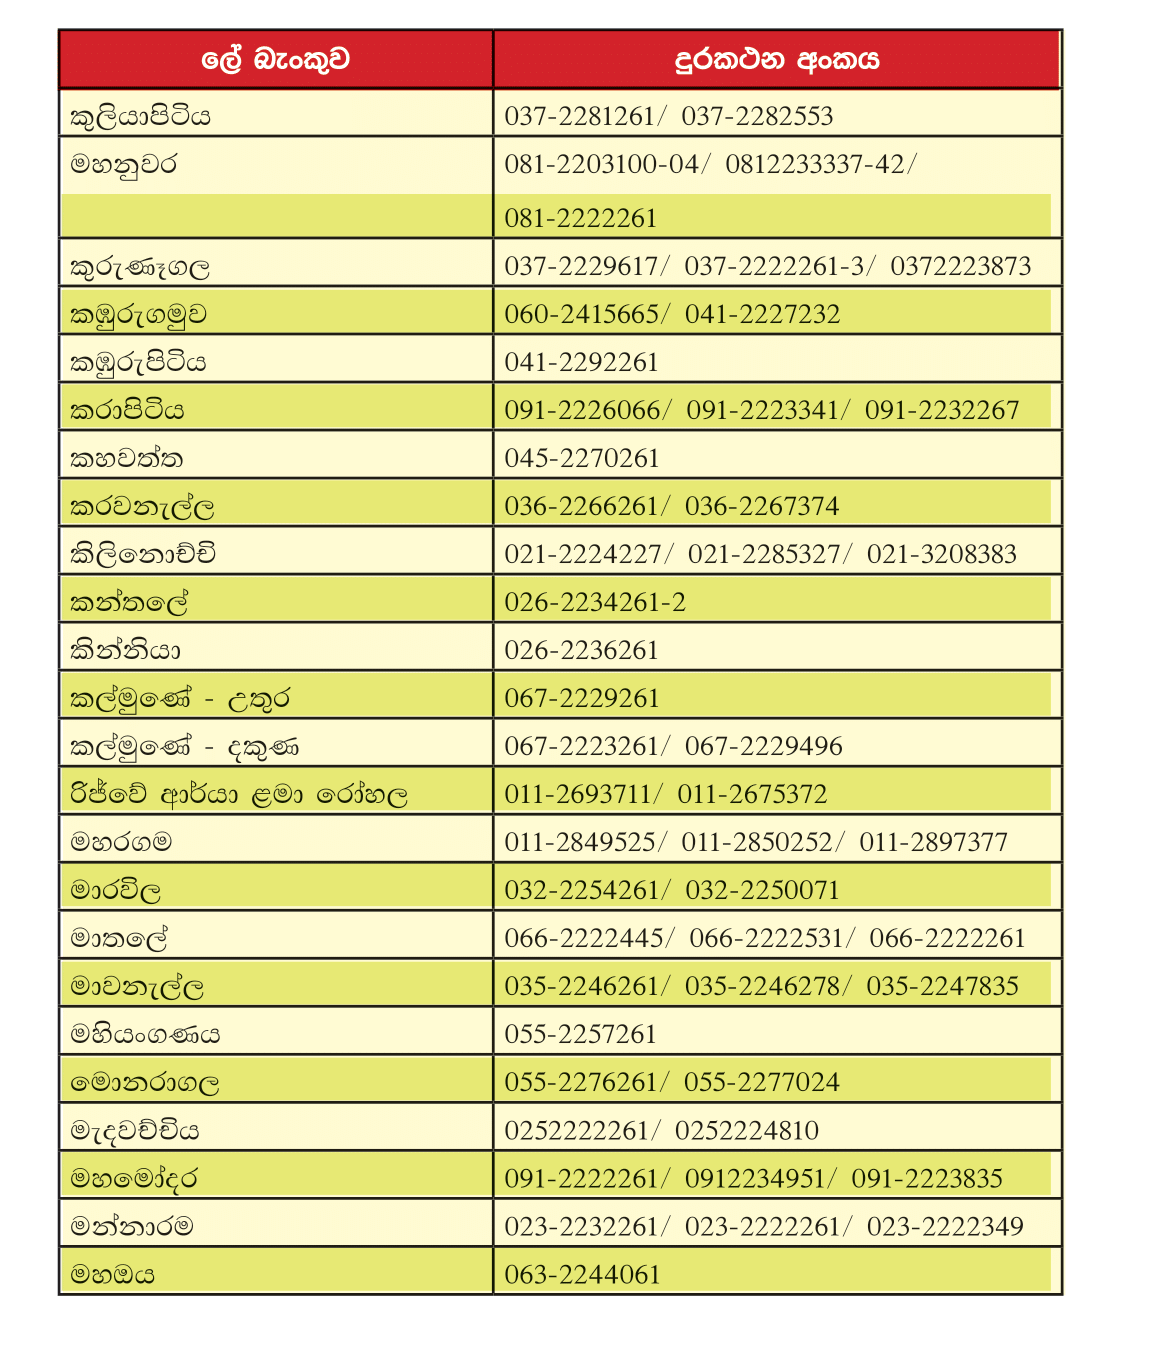 ලේ බැංකුව දුරකථන අංකය
කුලියාපිටිය 037-2281261/ 037-2282553
මහනුවර 081-2203100-04/ 0812233337-42/
081-2222261
කුරුණෑගල 037-2229617/ 037-2222261-3/ 0372223873
කඹුරුගමුව 060-2415665/ 041-2227232
කඹුරුපිටිය 041-2292261
කරාපිටිය 091-2226066/ 091-2223341/ 091-2232267
කහවත්ත 045-2270261
කරවනැල්ල 036-2266261/ 036-2267374
කිලිනොච්චි 021-2224227/ 021-2285327/ 021-3208383
කන්තලේ 026-2234261-2
කින්නියා 026-2236261
කල්මුණේ - උතුර 067-2229261
කල්මුණේ - දකුණ 067-2223261/ 067-2229496
රිජ්වේ ආර්යා ළමා රෝහල 011-2693711/ 011-2675372
මහරගම 011-2849525/ 011-2850252/ 011-2897377
මාරවිල 032-2254261/ 032-2250071
මාතලේ 066-2222445/ 066-2222531/ 066-2222261
මාවනැල්ල 035-2246261/ 035-2246278/ 035-2247835
මහියංගණය 055-2257261
මොනරාගල 055-2276261/ 055-2277024
මැදවච්චිය 0252222261/ 0252224810
මහමෝදර 091-2222261/ 0912234951/ 091-2223835
මන්නාරම 023-2232261/ 023-2222261/ 023-2222349
මහඔය 063-2244061